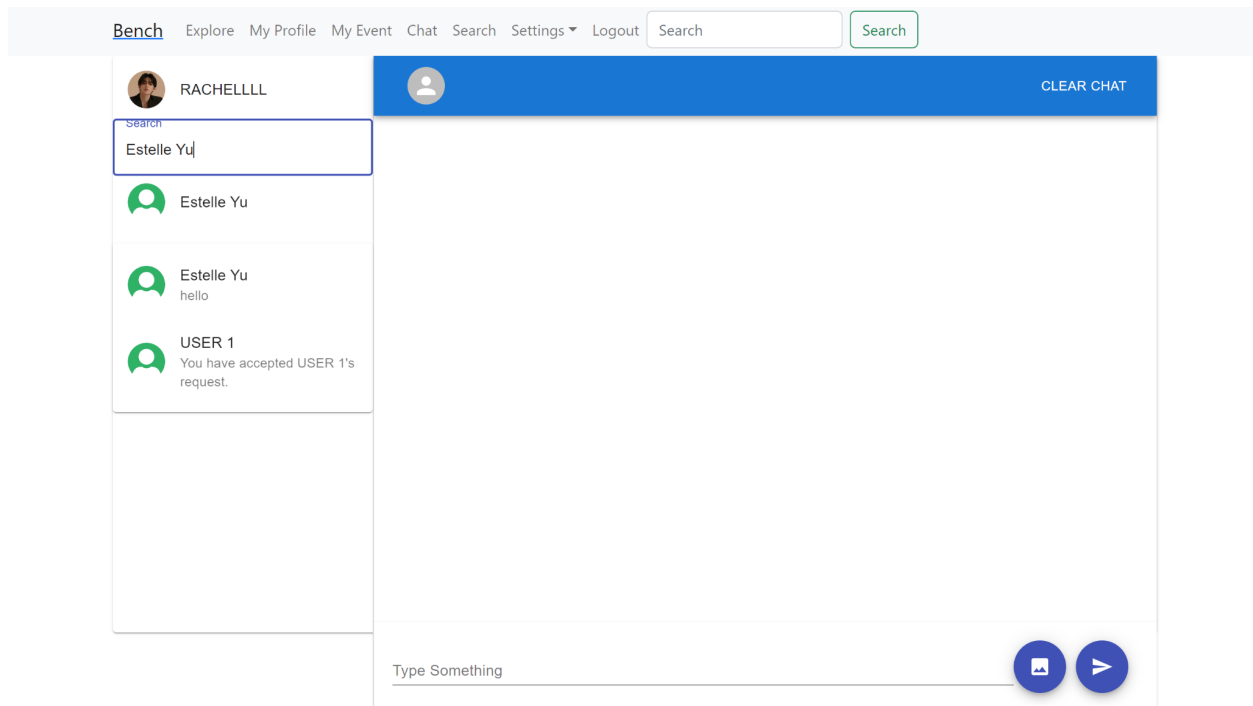 Bench Explore My Profile My Event Chat Search Settings Logout Search Search
RACHELLLL
CLEAR CHAT
Search
Estelle Yu
Estelle Yu
Estelle Yu
hello
USER 1
You have accepted USER 1's
request.
Type Something